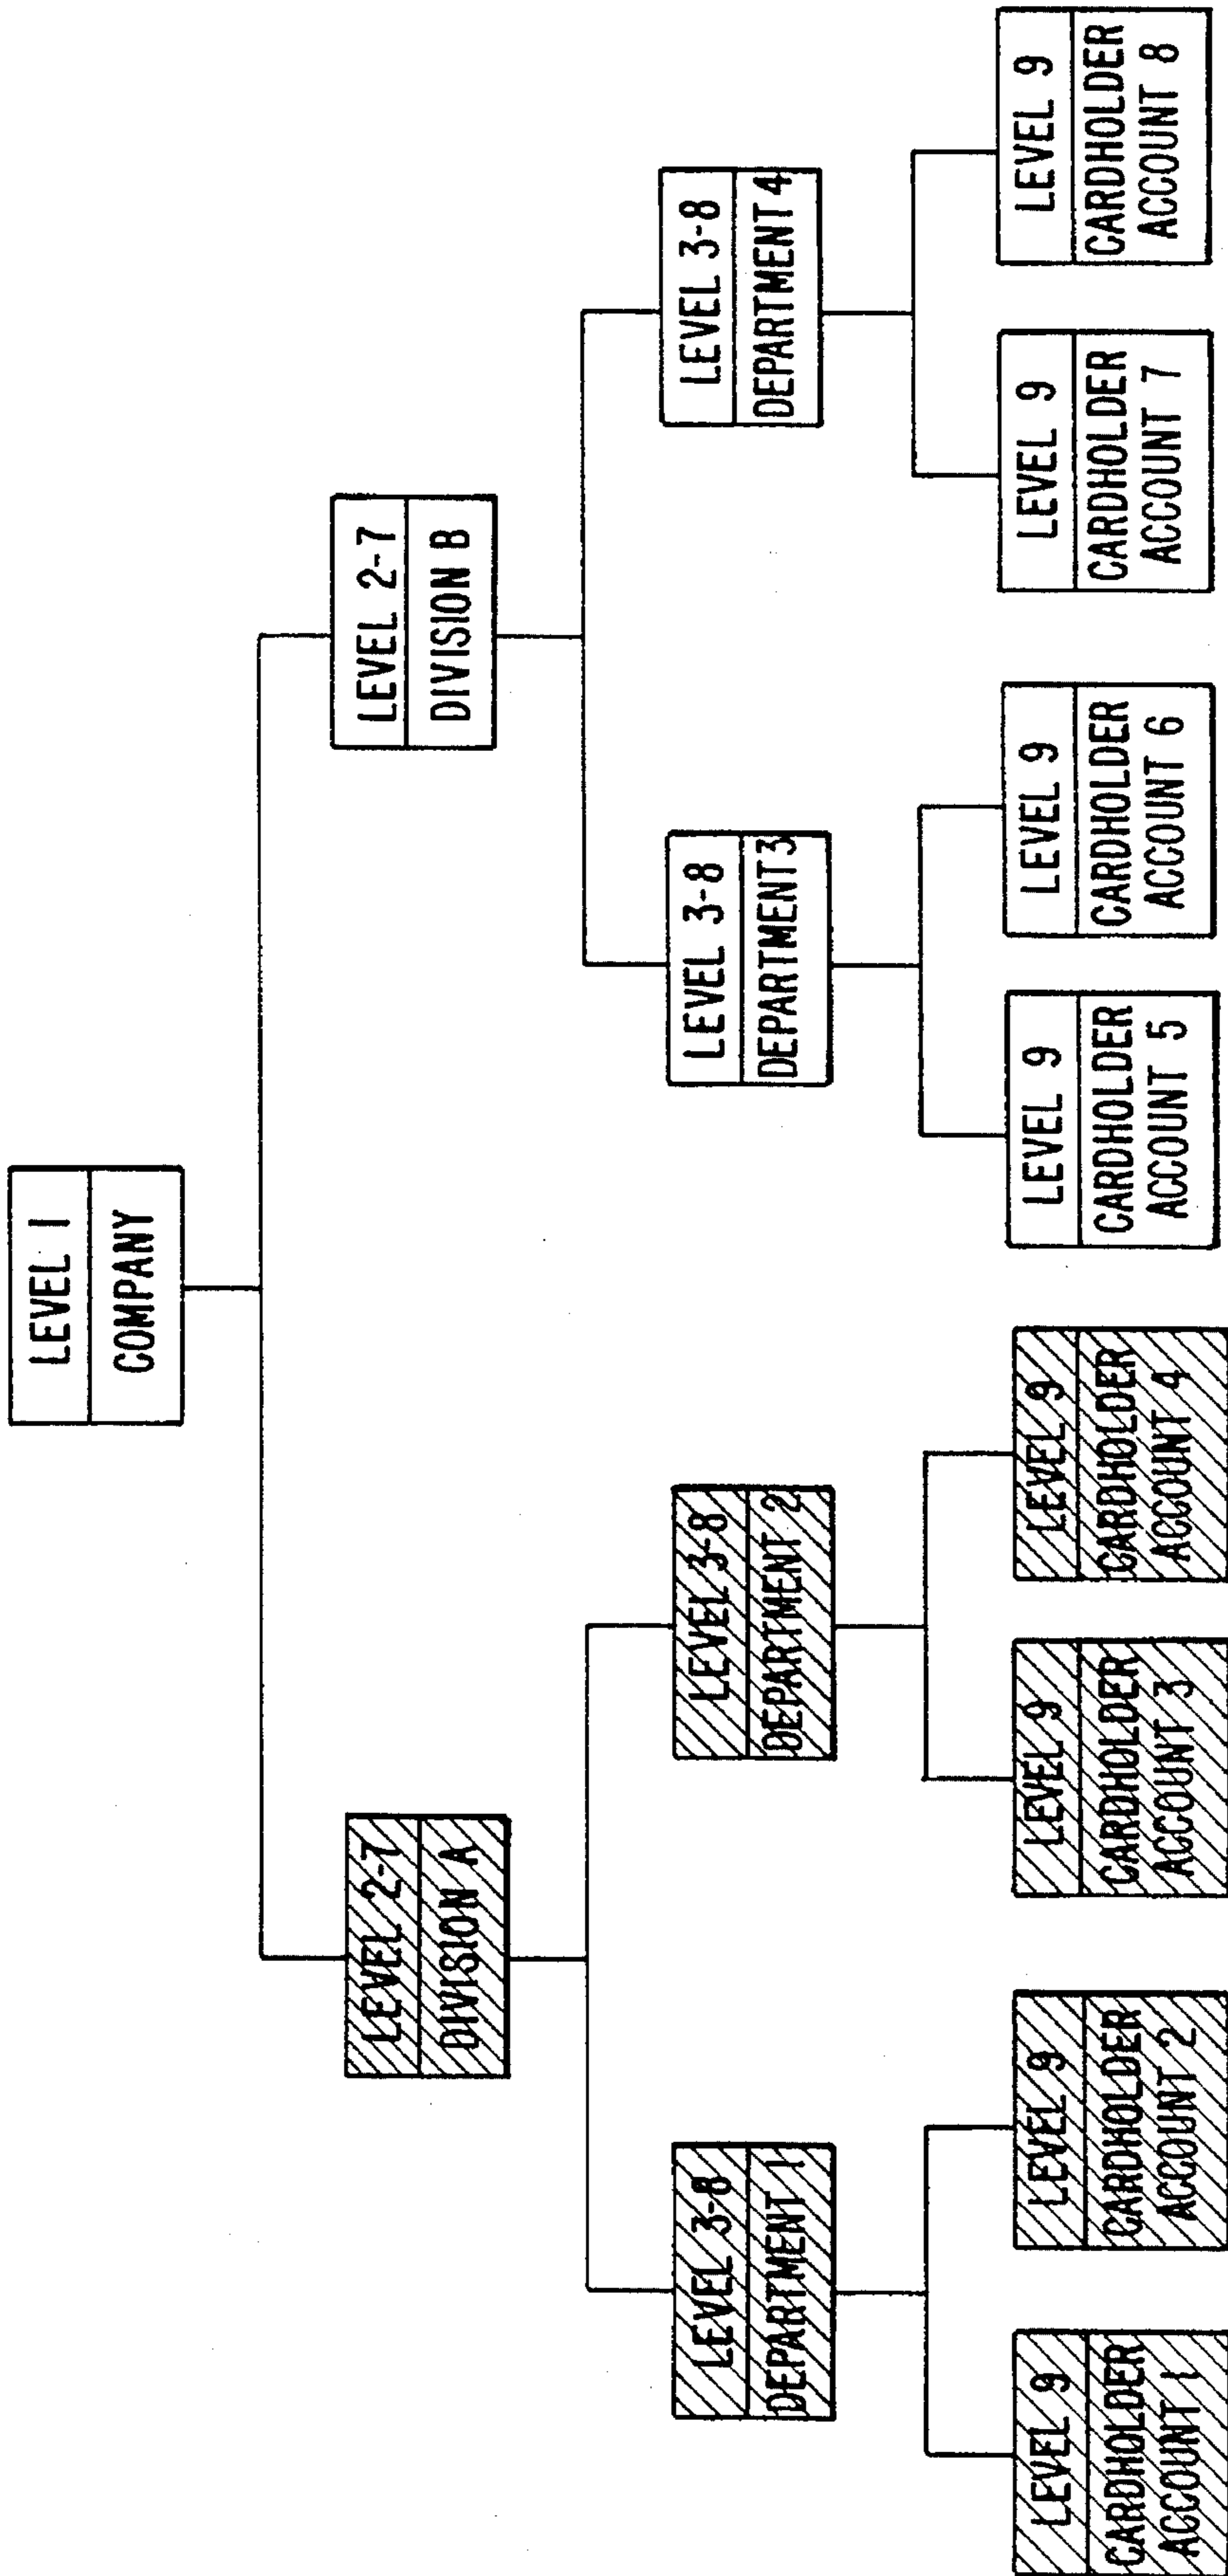 LEVEL 1
COMPANY
LEVEL 2-7
DIVISION A
LEVEL 2-7
DIVISION B
LEVEL 3-8
DEPARTMENT 1
LEVEL 3-8
DEPARTMENT 2
LEVEL 3-8
DEPARTMENT 3
LEVEL 3-8
DEPARTMENT 4
LEVEL 9
CARDHOLDER
ACCOUNT 1
LEVEL 9
CARDHOLDER
ACCOUNT 2
LEVEL 9
CARDHOLDER
ACCOUNT 3
LEVEL 9
CARDHOLDER
ACCOUNT 4
LEVEL 9
CARDHOLDER
ACCOUNT 5
LEVEL 9
CARDHOLDER
ACCOUNT 6
LEVEL 9
CARDHOLDER
ACCOUNT 7
LEVEL 9
CARDHOLDER
ACCOUNT 8